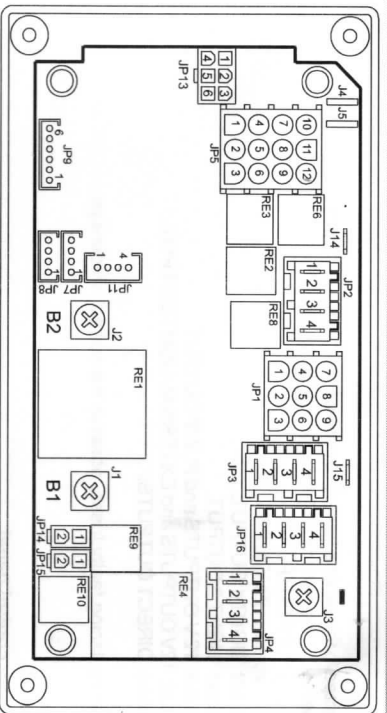 J4
J5
JP13
1 2 3
4 5 6
JP5
10 11 12
7 8 9
4 5 6
1 2 3
JP9
6 1
RE6
RE3
J14
RE2
JP2
1 2 3 4
RE8
JP11
4
1
JP7
1
JP8
1
B2
J2
RE1
JP1
7 8 9
4 5 6
1 2 3
J15
JP3
1 2 3 4
B1
J1
JP16
1 2 3 4
JP14
2 1
JP15
2 1
RE9
RE10
RE4
JP4
1 2 3 4
J3